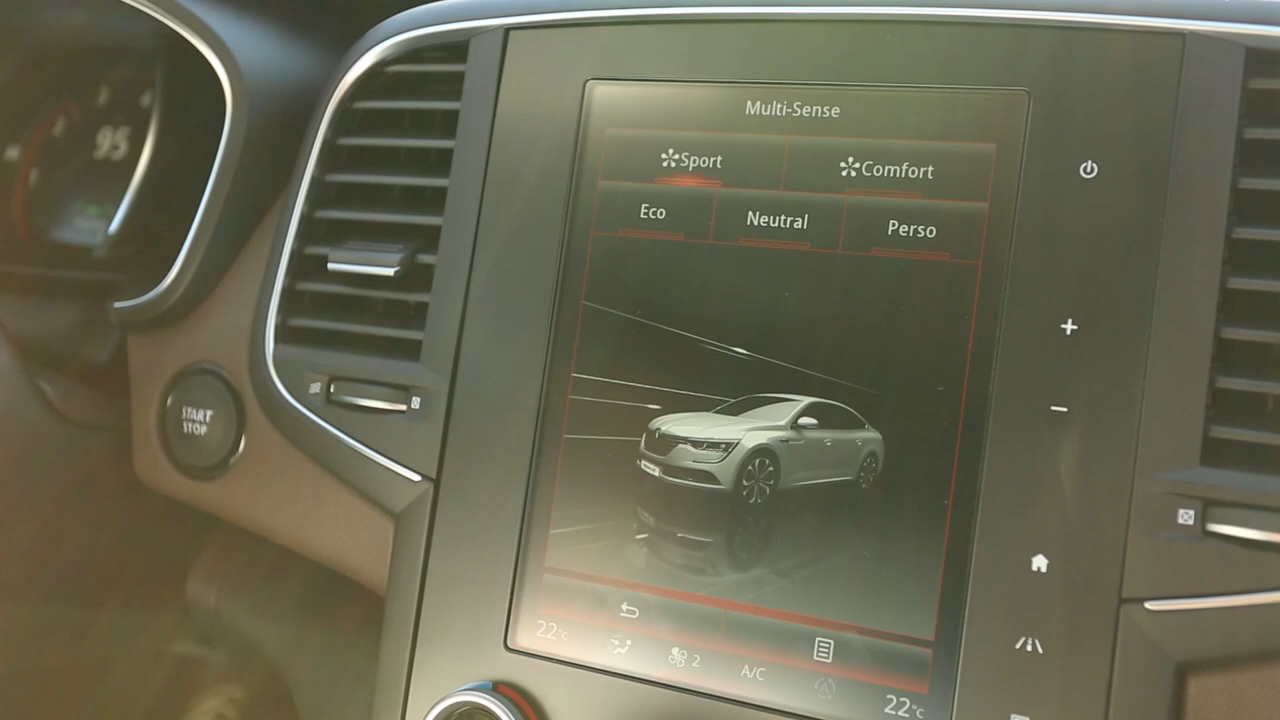 95
START
STOP
Multi-Sense
Sport Comfort
Eco Neutral Perso
22°c
2
A/C
22°c